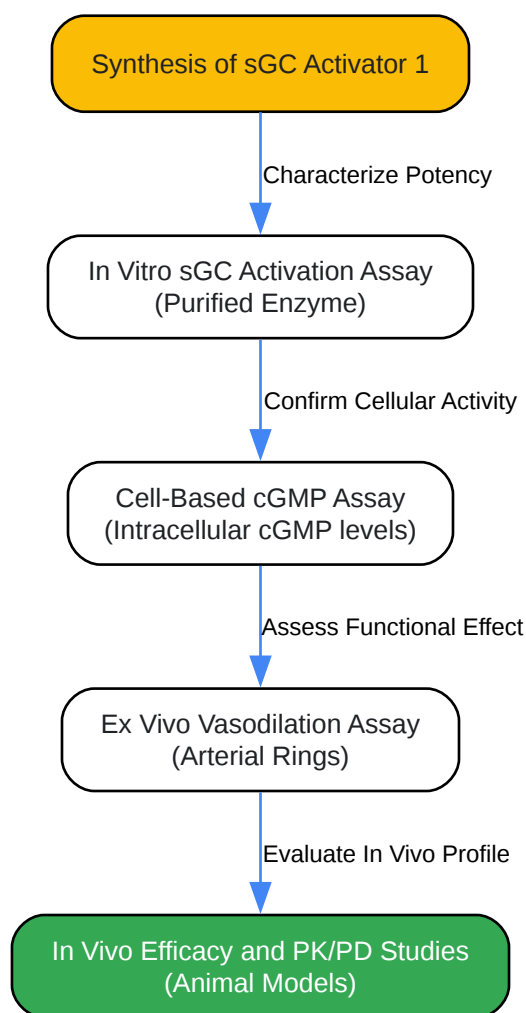 Synthesis of sGC Activator 1
Characterize Potency
In Vitro sGC Activation Assay
(Purified Enzyme)
Confirm Cellular Activity
Cell-Based cGMP Assay
(Intracellular cGMP levels)
Assess Functional Effect
Ex Vivo Vasodilation Assay
(Arterial Rings)
Evaluate In Vivo Profile
In Vivo Efficacy and PK/PD Studies
(Animal Models)